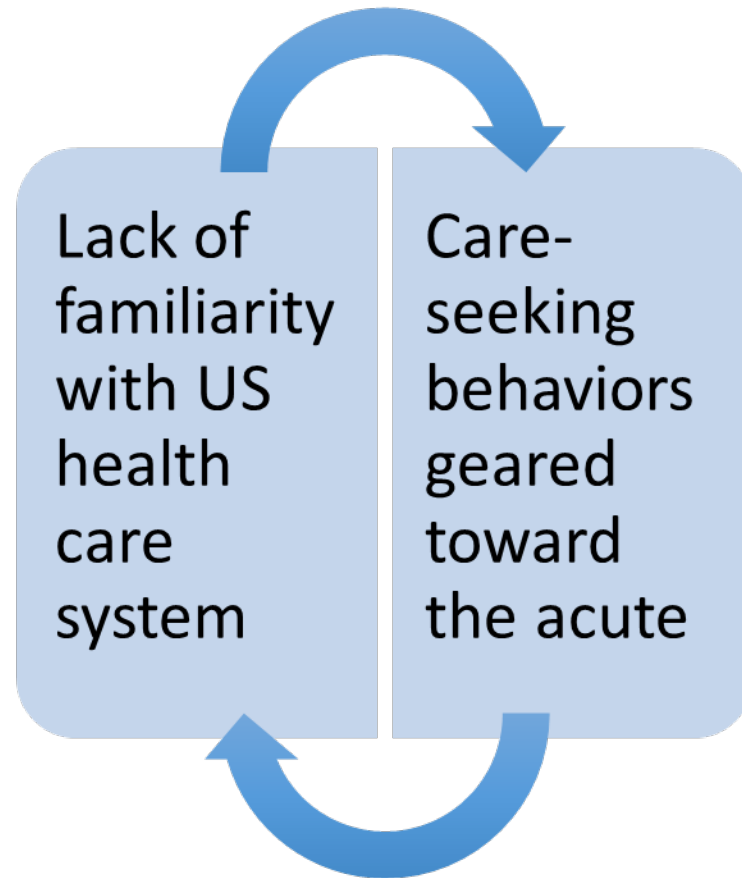 Lack of
familiarity
with US
health
care
system
Care-
seeking
behaviors
geared
toward
the acute